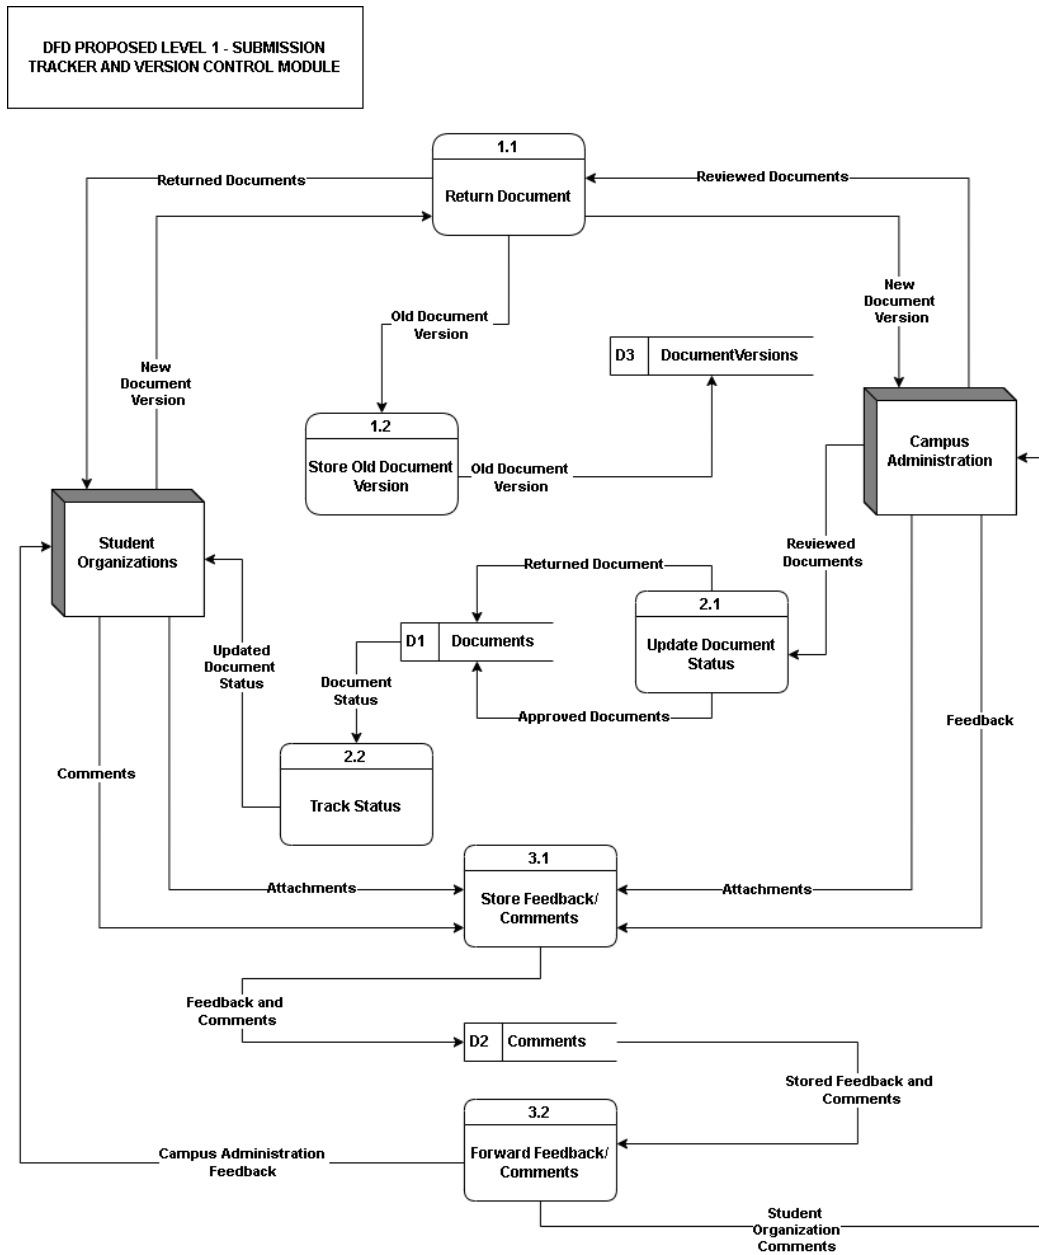 DFD PROPOSED LEVEL 1 - SUBMISSION
TRACKER AND VERSION CONTROL MODULE
1.1
Return Document
Returned Documents
Reviewed Documents
New
Document
Version
Old Document
Version
D3
DocumentVersions
New
Document
Version
1.2
Store Old Document
Version
Old Document
Version
Campus
Administration
Student
Organizations
Reviewed
Documents
Returned Document
2.1
Update Document
Status
D1
Documents
Updated
Document
Status
Document
Status
Approved Documents
Feedback
2.2
Track Status
Comments
3.1
Store Feedback/
Comments
Attachments
Attachments
Feedback and
Comments
D2
Comments
Stored Feedback and
Comments
3.2
Forward Feedback/
Comments
Campus Administration
Feedback
Student
Organization
Comments